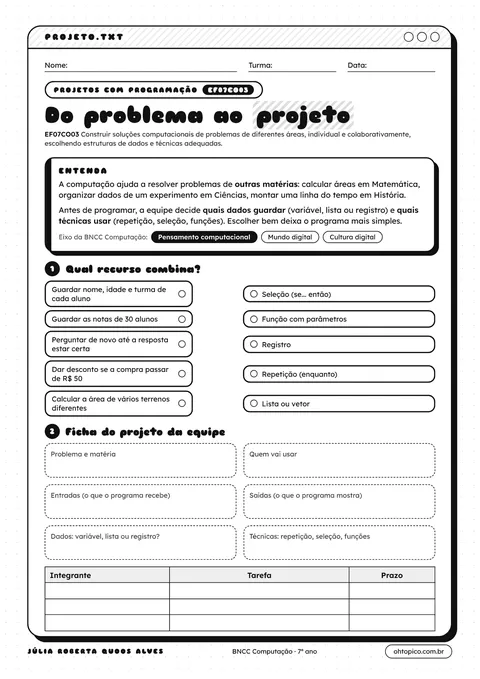 PROJETO.TXT
Nome:
Turma:
Data:
PROJETOS COM PROGRAMAÇÃO EF07CO03
Do problema ao projeto
EF07CO03 Construir soluções computacionais de problemas de diferentes áreas, individual e colaborativamente,
escolhendo estruturas de dados e técnicas adequadas.
ENTENDA
A computação ajuda a resolver problemas de outras matérias: calcular áreas em Matemática,
organizar dados de um experimento em Ciências, montar uma linha do tempo em História.
Antes de programar, a equipe decide quais dados guardar (variável, lista ou registro) e quais
técnicas usar (repetição, seleção, funções). Escolher bem deixa o programa mais simples.
Eixo da BNCC Computação: Pensamento computacional Mundo digital Cultura digital
1 Qual recurso combina?
Guardar nome, idade e turma de
cada aluno
Seleção (se... então)
Guardar as notas de 30 alunos
Função com parâmetros
Perguntar de novo até a resposta
estar certa
Registro
Dar desconto se a compra passar
de R$ 50
Repetição (enquanto)
Calcular a área de vários terrenos
diferentes
Lista ou vetor
2 Ficha do projeto da equipe
Problema e matéria
Quem vai usar
Entradas (o que o programa recebe)
Saídas (o que o programa mostra)
Dados: variável, lista ou registro?
Técnicas: repetição, seleção, funções
Integrante Tarefa Prazo
JÚLIA ROBERTA QUODS ALVES
BNCC Computação · 7º ano
ohtopico.com.br